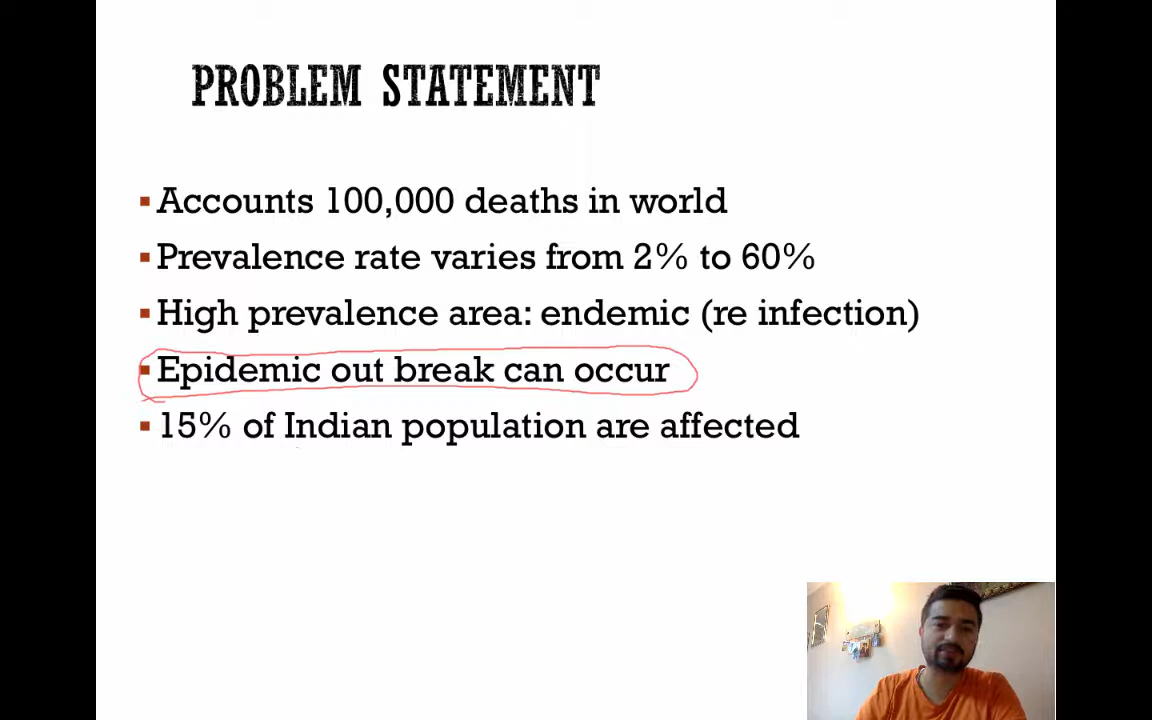 PROBLEM STATEMENT
▪Accounts 100,000 deaths in world
▪Prevalence rate varies from 2% to 60%
▪High prevalence area: endemic (re infection)
▪Epidemic out break can occur
▪15% of Indian population are affected